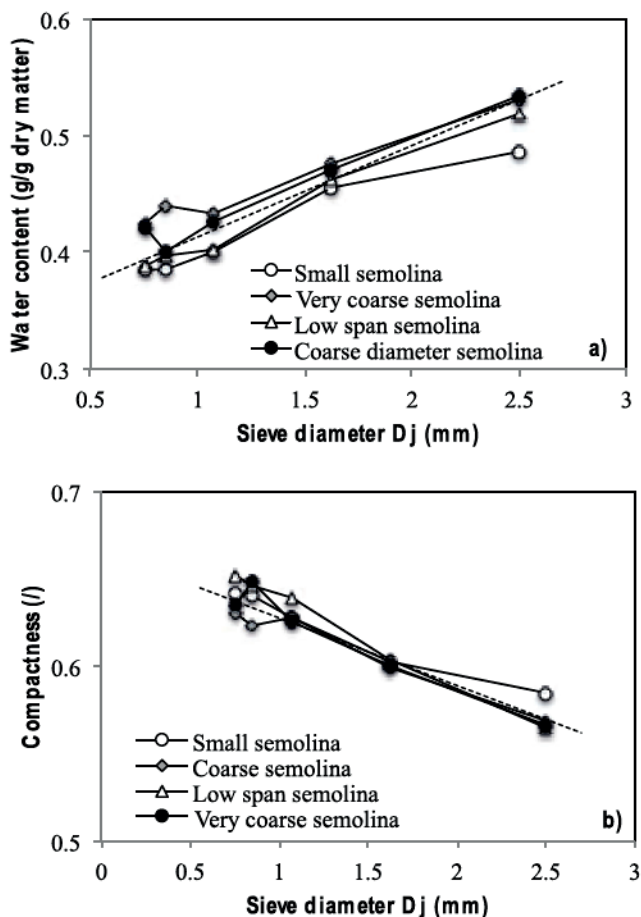 0.6
0.5
0.4
0.3
Water content (g/g dry matter)
Small semolina
Very coarse semolina
Low span semolina
Coarse diameter semolina
a)
0.5
1
1.5
2
2.5
3
Sieve diameter Dj (mm)
0.7
0.6
0.5
Compactness (/)
Small semolina
Coarse semolina
Low span semolina
Very coarse semolina
b)
0
0.5
1
1.5
2
2.5
3
Sieve diameter Dj (mm)